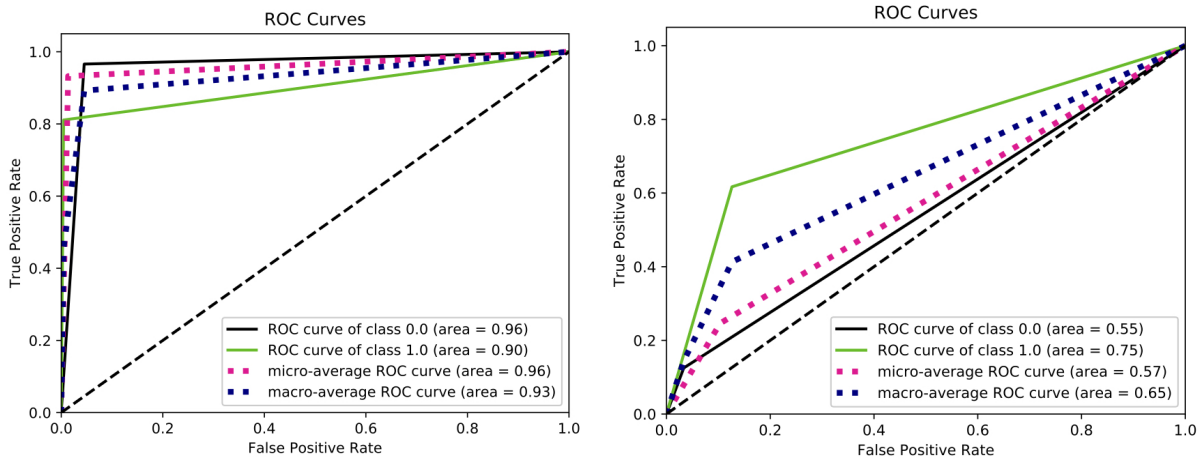 ROC Curves
1.0
0.8
0.6
0.4
0.2
0.0
True Positive Rate
ROC curve of class 0.0 (area = 0.96)
ROC curve of class 1.0 (area = 0.90)
micro-average ROC curve (area = 0.96)
macro-average ROC curve (area = 0.93)
0.0 0.2 0.4 0.6 0.8 1.0
False Positive Rate
ROC Curves
1.0
0.8
0.6
0.4
0.2
0.0
True Positive Rate
ROC curve of class 0.0 (area = 0.55)
ROC curve of class 1.0 (area = 0.75)
micro-average ROC curve (area = 0.57)
macro-average ROC curve (area = 0.65)
0.0 0.2 0.4 0.6 0.8 1.0
False Positive Rate